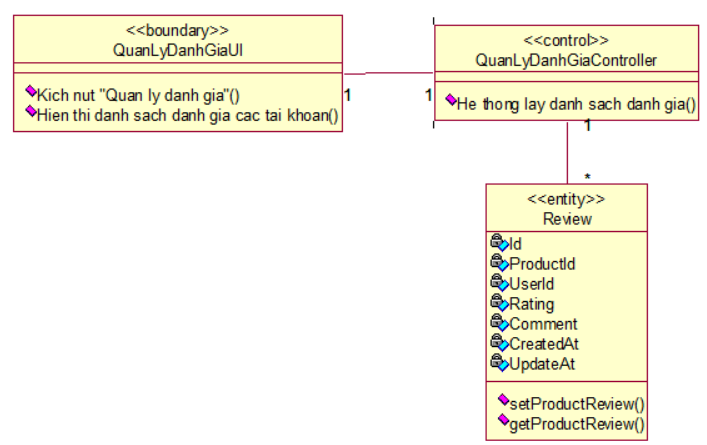 <<boundary>>
QuanLyDanhGiaUI
Kich nut "Quan ly danh gia"()
Hien thi danh sach danh gia cac tai khoan()
1
1
<<control>>
QuanLyDanhGiaController
He thong lay danh sach danh gia()
1
*
<<entity>>
Review
Id
ProductId
UserId
Rating
Comment
CreatedAt
UpdateAt
setProductReview()
getProductReview()